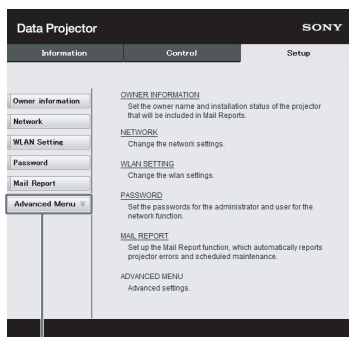 Data Projector
SONY
Information
Control
Setup
Owner information
Network
WLAN Setting
Password
Mail Report
Advanced Menu
OWNER INFORMATION
Set the owner name and installation status of the projector
that will be included in Mail Reports.
NETWORK
Change the network settings.
WLAN SETTING
Change the wlan settings.
PASSWORD
Set the passwords for the administrator and user for the
network function.
MAIL REPORT
Set up the Mail Report function, which automatically reports
projector errors and scheduled maintenance.
ADVANCED MENU
Advanced settings.